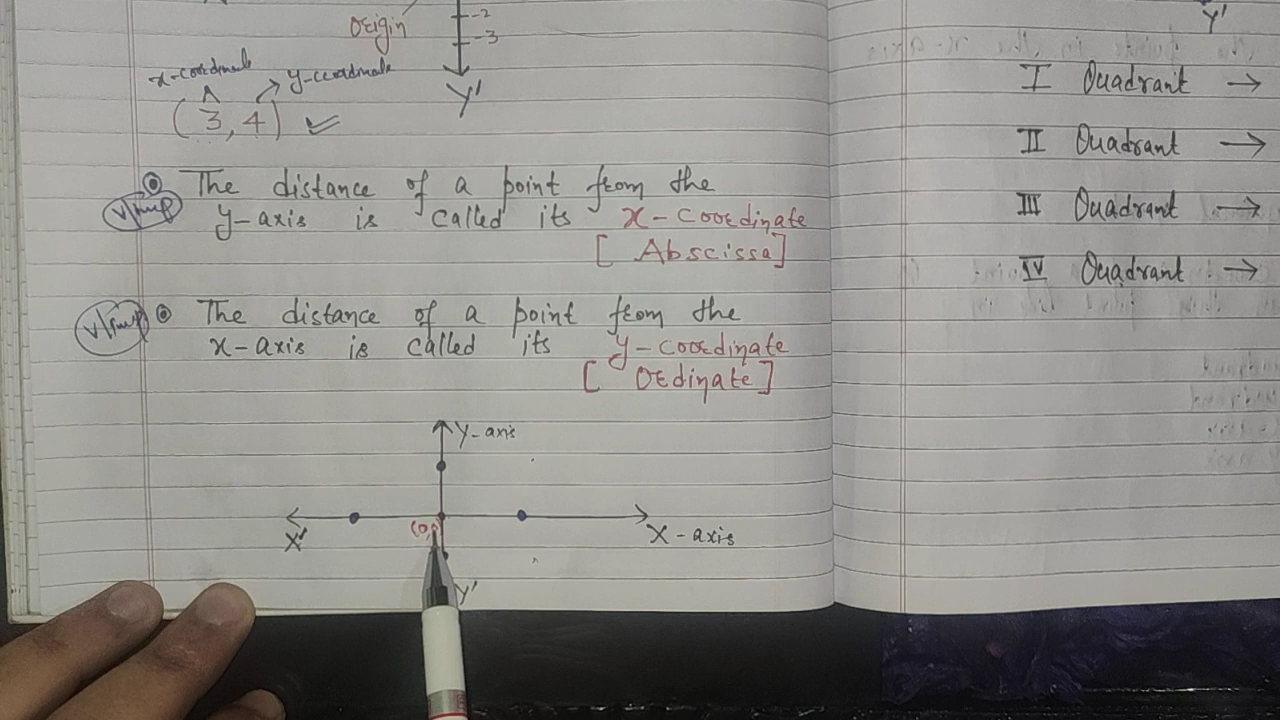 Origin
-2
-3
Y'
x-coordinate
y-coordinate
(3, 4)
The distance of a point from the
V/imp
y-axis is called its x-coordinate
[Abscissa]
V/imp
The distance of a point from the
x-axis is called its y-coordinate
[Ordinate]
Y-axis
X'
(0,
X-axis
Y'
Y'
I Quadrant →
II Quadrant →
III Quadrant →
IV Quadrant →